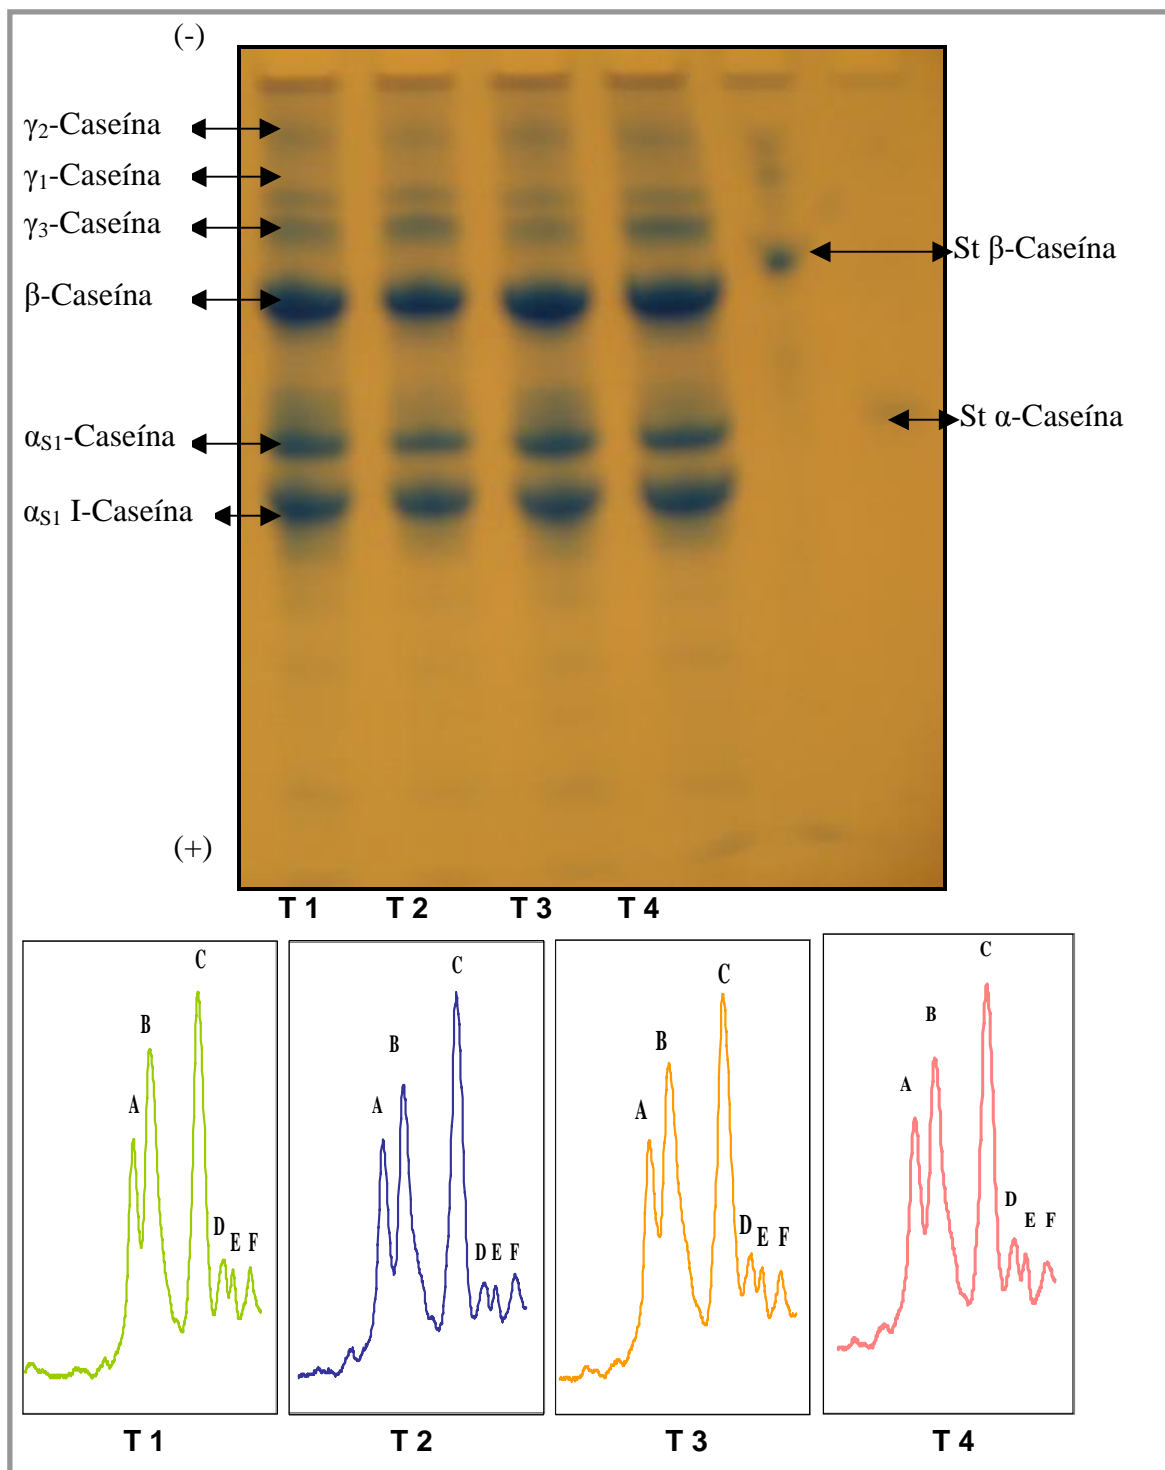 (-)
γ₂-Caseína
γ₁-Caseína
γ₃-Caseína
St β-Caseína
β-Caseína
St α-Caseína
αS1-Caseína
αS1 I-Caseína
(+)
T 1 T 2 T 3 T 4
A B C D E F
A B C D E F
A B C D E F
A B C D E F
T 1 T 2 T 3 T 4